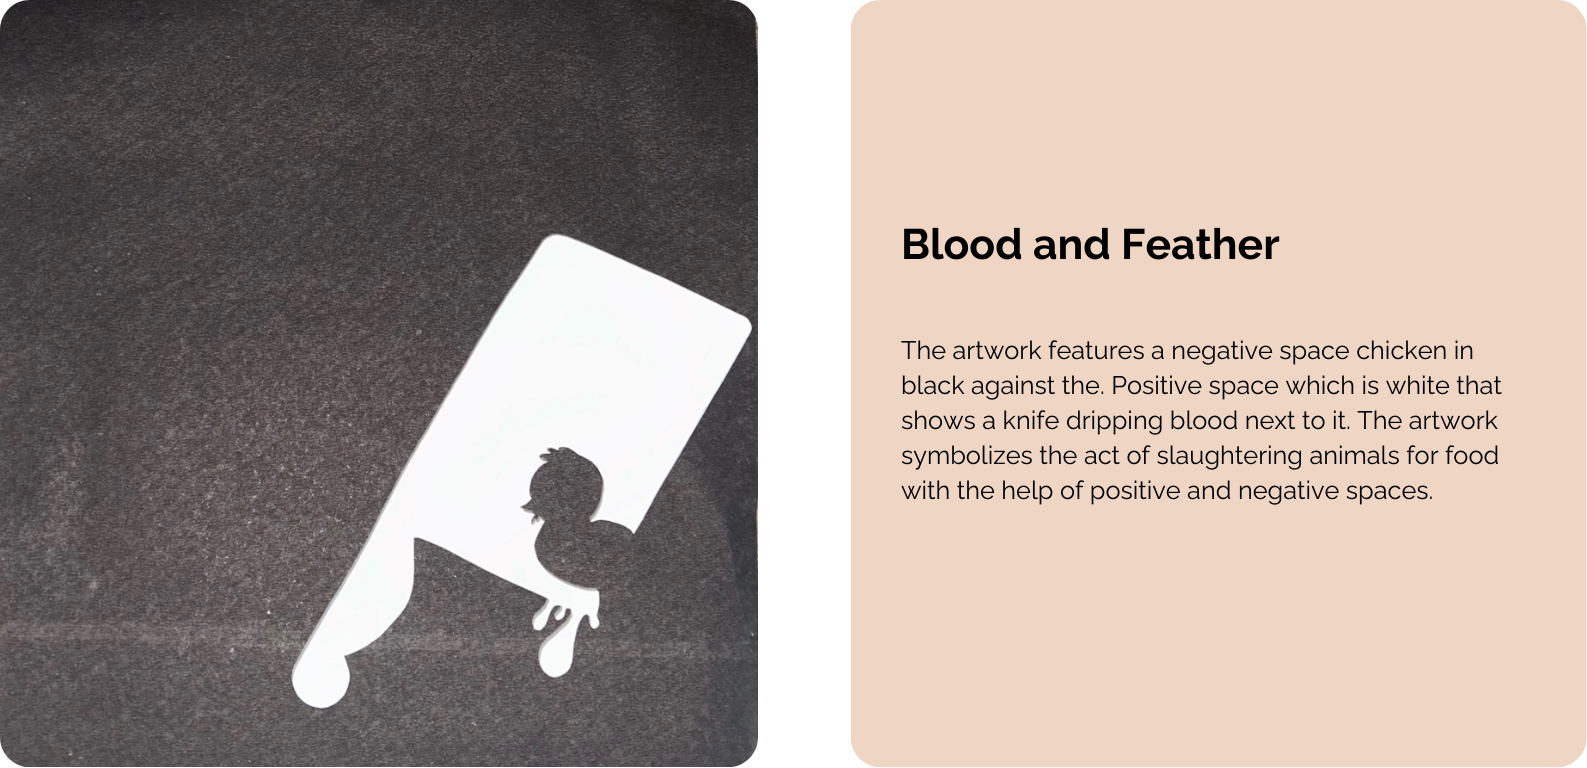 Blood and Feather
The artwork features a negative space chicken in
black against the. Positive space which is white that
shows a knife dripping blood next to it. The artwork
symbolizes the act of slaughtering animals for food
with the help of positive and negative spaces.